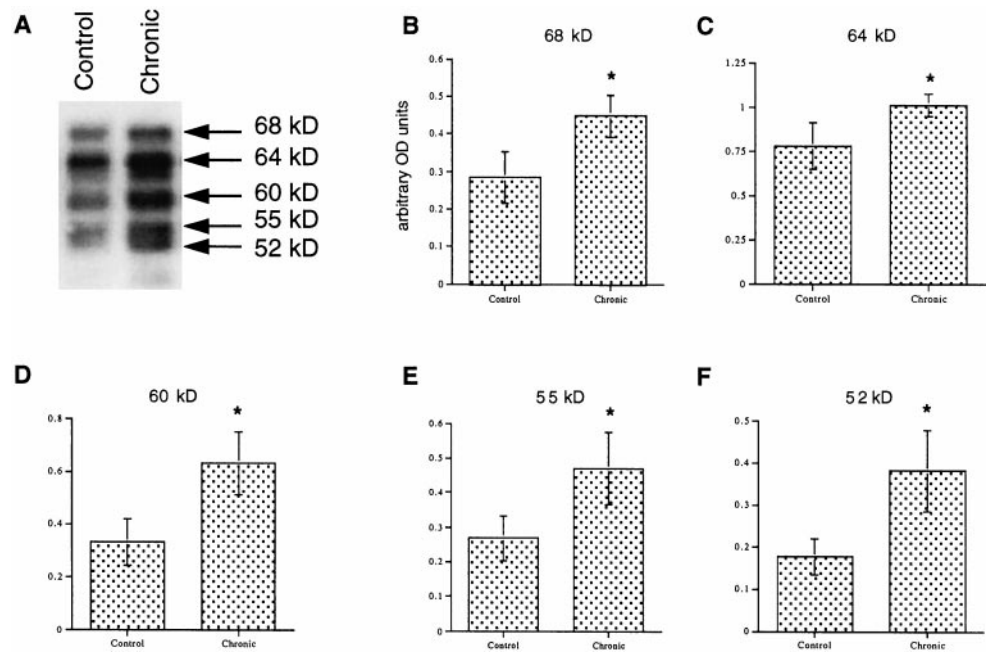 A
Control
Chronic
68 kD
64 kD
60 kD
55 kD
52 kD
B
68 kD
arbitrary OD units
0.6
0.5
0.4
0.3
0.2
0.1
0
*
Control
Chronic
C
64 kD
1.25
1
0.75
0.5
0.25
0
*
Control
Chronic
D
60 kD
0.8
0.6
0.4
0.2
0
*
Control
Chronic
E
55 kD
0.6
0.5
0.4
0.3
0.2
0.1
0
*
Control
Chronic
F
52 kD
0.5
0.4
0.3
0.2
0.1
0
*
Control
Chronic